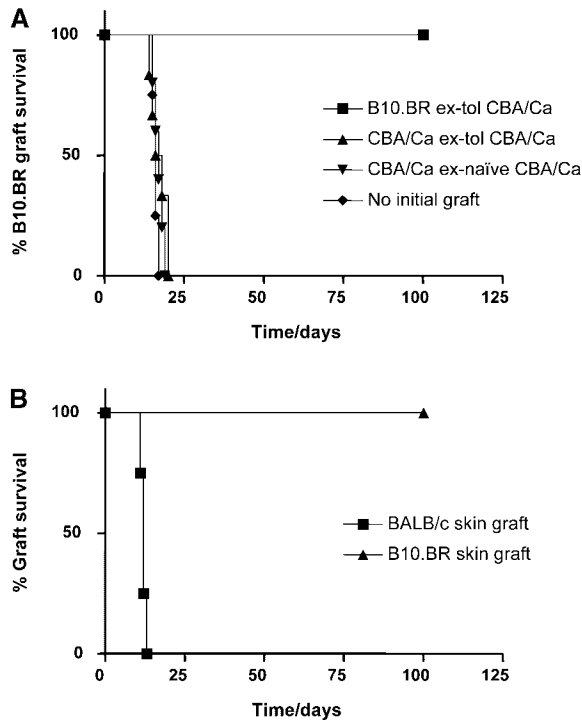 A
% B10.BR graft survival
100
50
0
B10.BR ex-tol CBA/Ca
CBA/Ca ex-tol CBA/Ca
CBA/Ca ex-naïve CBA/Ca
No initial graft
0 25 50 75 100 125
Time/days
B
% Graft survival
100
50
0
BALB/c skin graft
B10.BR skin graft
0 25 50 75 100 125
Time/days